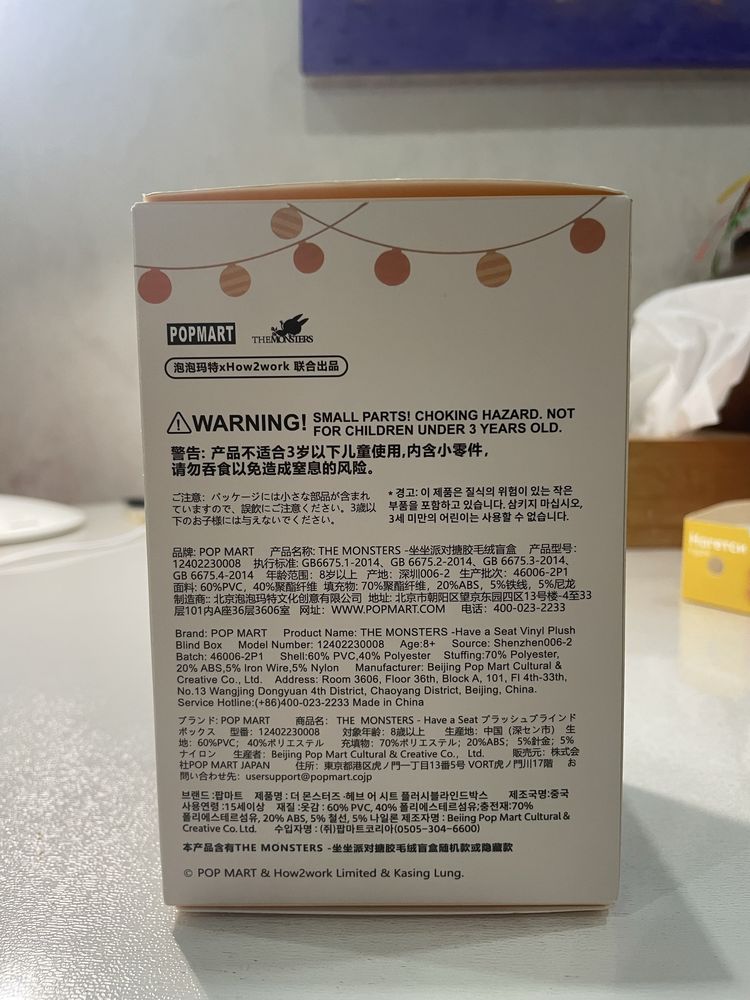 POPMART THE MONSTERS
泡泡玛特xHow2work 联合出品
WARNING! SMALL PARTS! CHOKING HAZARD. NOT
FOR CHILDREN UNDER 3 YEARS OLD.
警告: 产品不适合3岁以下儿童使用,内含小零件,
请勿吞食以免造成窒息的风险。
ご注意: パッケージには小さな部品が含まれ
ていますので、誤飲にご注意ください。3歳以
下のお子様には与えないでください。
* 경고: 이 제품은 질식의 위험이 있는 작은
부품을 포함하고 있습니다. 삼키지 마십시오,
3세 미만의 어린이는 사용할 수 없습니다.
品牌: POP MART 产品名称: THE MONSTERS -坐坐派对搪胶毛绒盲盒 产品型号:
12402230008 执行标准: GB6675.1-2014、GB 6675.2-2014、GB 6675.3-2014、
GB 6675.4-2014 年龄范围: 8岁以上 产地: 深圳006-2 生产批次: 46006-2P1
面料: 60%PVC, 40%聚酯纤维 填充物: 70%聚酯纤维, 20%ABS, 5%铁线, 5%尼龙
制造商:: 北京泡泡玛特文化创意有限公司 地址: 北京市朝阳区望京东园四区13号楼-4至33
层101内A座36层3606室 网址: WWW.POPMART.COM 电话: 400-023-2233
Brand: POP MART Product Name: THE MONSTERS -Have a Seat Vinyl Plush
Blind Box Model Number: 12402230008 Age:8+ Source: Shenzhen006-2
Batch: 46006-2P1 Shell:60% PVC,40% Polyester Stuffing:70% Polyester,
20% ABS,5% Iron Wire,5% Nylon Manufacturer: Beijing Pop Mart Cultural &
Creative Co., Ltd. Address: Room 3606, Floor 36th, Block A, 101, Fl 4th-33th,
No.13 Wangjing Dongyuan 4th District, Chaoyang District, Beijing, China.
Service Hotline:(+86)400-023-2233 Made in China
ブランド: POP MART 商品名: THE MONSTERS - Have a Seat プラッシュブラインド
ボックス 型番: 12402230008 対象年齢: 8歳以上 生産地: 中国 (深セン市) 生
地: 60%PVC; 40%ポリエステル 充填物: 70%ポリエステル; 20%ABS; 5%針金; 5%
ナイロン 生産者: Beijing Pop Mart Cultural & Creative Co., Ltd. 販売元: 株式会
社POP MART JAPAN 住所: 東京都港区虎ノ門一丁目13番5号 VORT虎ノ門川17階 お
問い合わせ先: usersupport@popmart.cojp
브랜드 :팝마트 제품명 : 더 몬스터즈 -헤브 어 시트 플러시블라인드박스 제조국명:중국
사용연령 :15세이상 재질 :옷감 : 60% PVC, 40% 폴리에스테르섬유;충전재:70%
폴리에스테르섬유, 20% ABS, 5% 철선, 5% 나일론 제조자명 : Beijing Pop Mart Cultural &
Creative Co. Ltd. 수입자명 : (쥐)팝마트코리아(0505-304-6600)
本产品含有THE MONSTERS -坐坐派对搪胶毛绒盲盒随机款或隐藏款
© POP MART & How2work Limited & Kasing Lung.